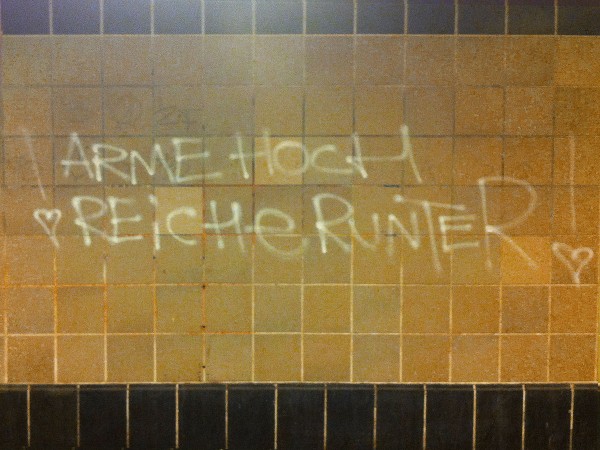 ! ARME HOCH !
REICHE RUNTER